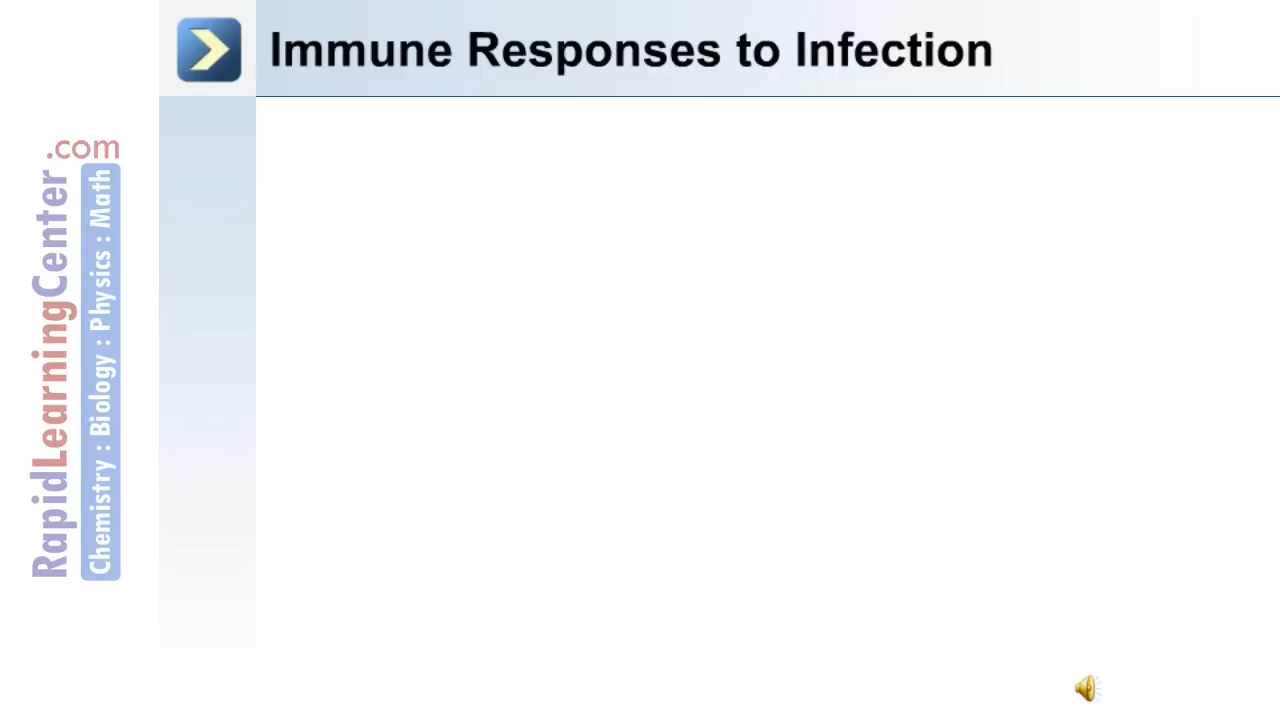 Immune Responses to Infection
.com
RapidLearningCenter
Chemistry : Biology : Physics : Math